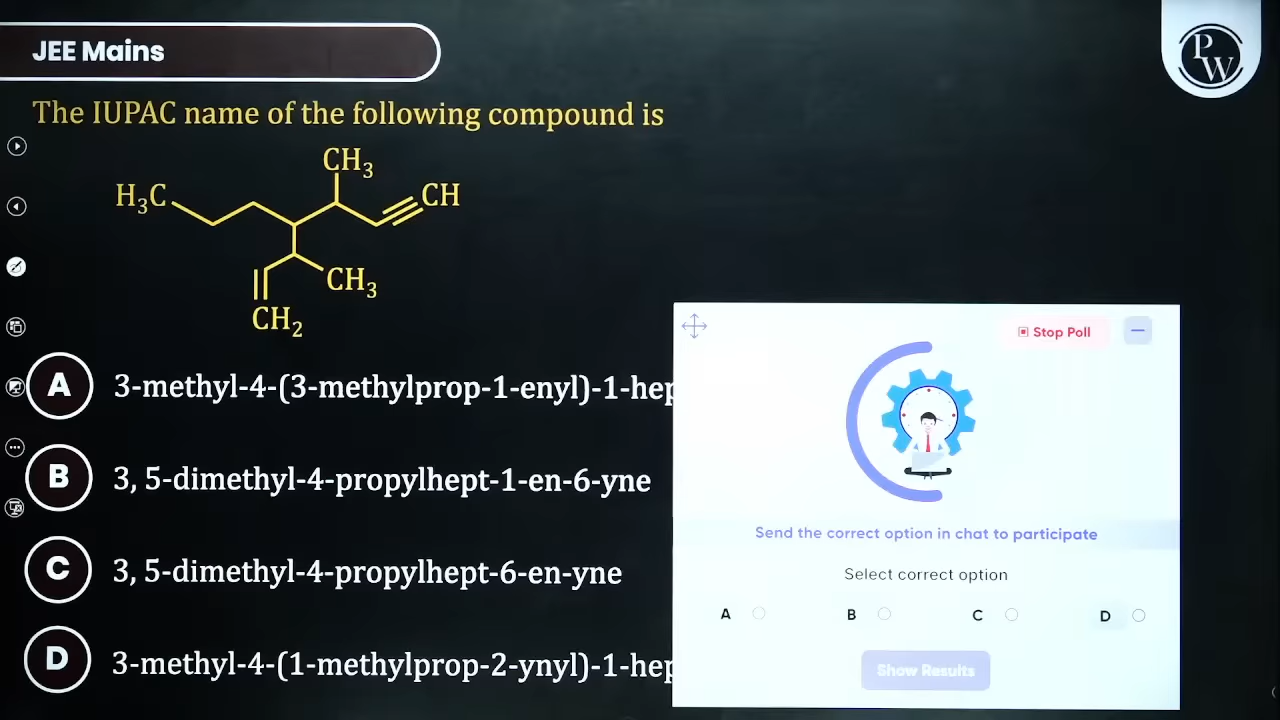 JEE Mains
PW
The IUPAC name of the following compound is
CH₃
H₃C
CH
CH₃
CH₂
A 3-methyl-4-(3-methylprop-1-enyl)-1-hep
B 3, 5-dimethyl-4-propylhept-1-en-6-yne
C 3, 5-dimethyl-4-propylhept-6-en-yne
D 3-methyl-4-(1-methylprop-2-ynyl)-1-hep
Stop Poll
Send the correct option in chat to participate
Select correct option
A B C D
Show Results